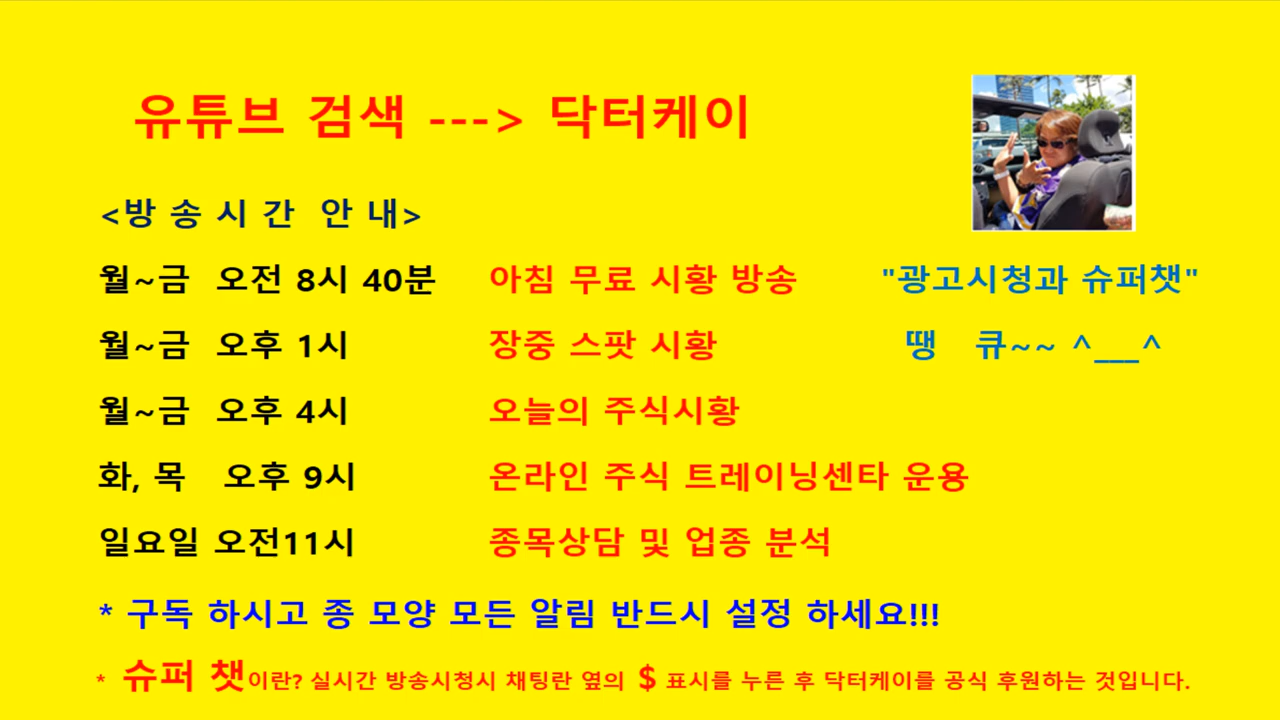 유튜브 검색 ---> 닥터케이
<방 송 시 간 안 내>
월~금 오전 8시 40분 아침 무료 시황 방송 "광고시청과 슈퍼챗"
월~금 오후 1시 장중 스팟 시황 땡 큐~~ ^___^
월~금 오후 4시 오늘의 주식시황
화, 목 오후 9시 온라인 주식 트레이닝센타 운용
일요일 오전11시 종목상담 및 업종 분석
* 구독 하시고 종 모양 모든 알림 반드시 설정 하세요!!!
* 슈퍼 챗이란? 실시간 방송시청시 채팅란 옆의 $ 표시를 누른 후 닥터케이를 공식 후원하는 것입니다.